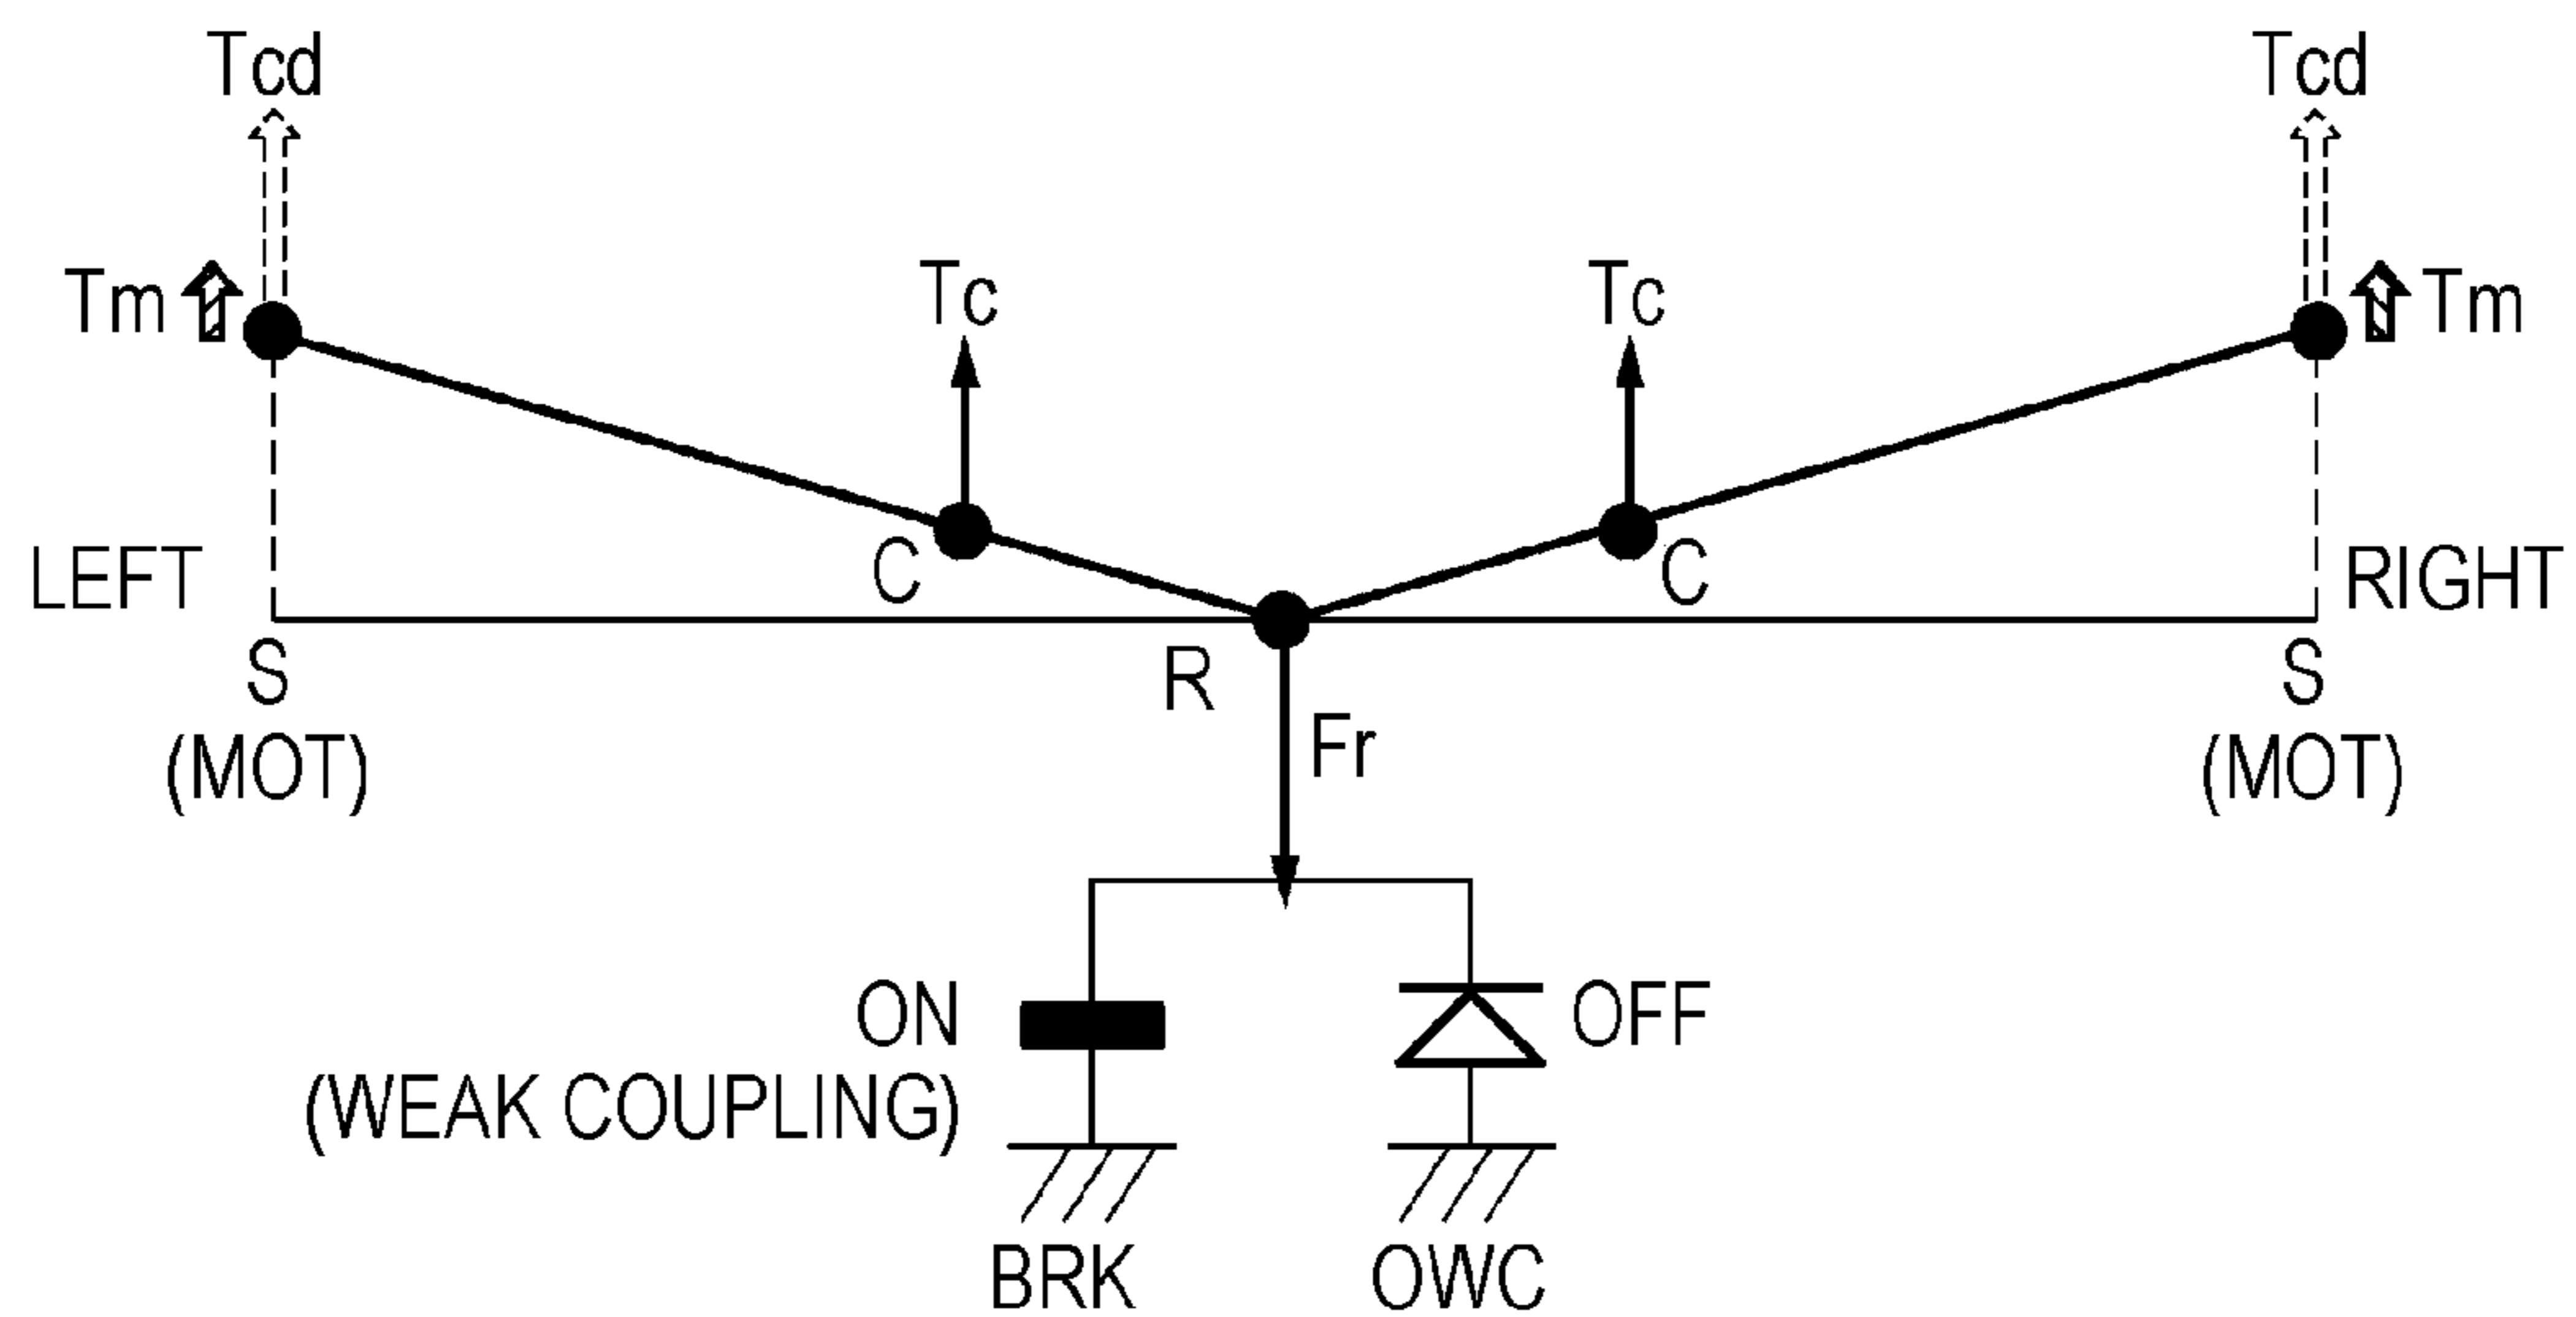 Tcd Tcd
Tm Tc Tc Tm
LEFT C C RIGHT
S R S
(MOT) Fr (MOT)
ON OFF
(WEAK COUPLING)
BRK OWC